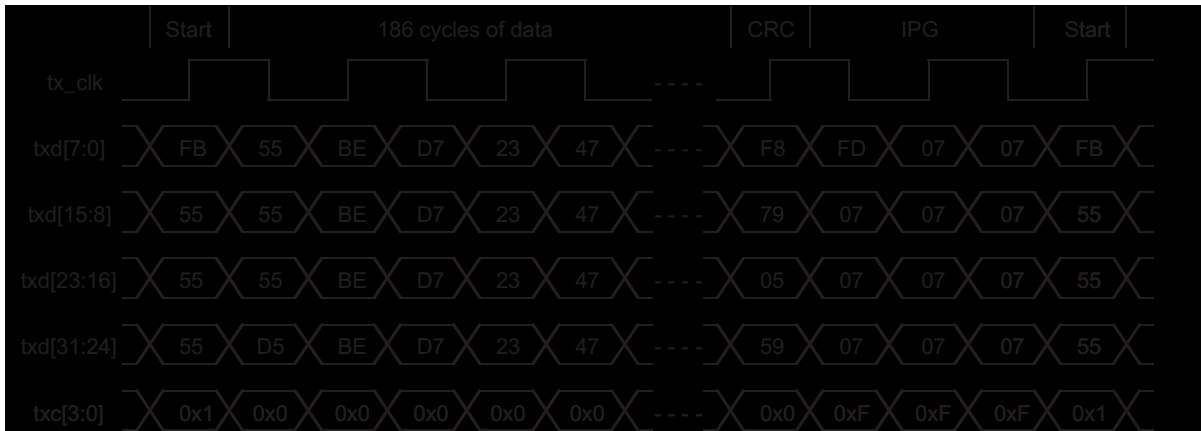 Start 186 cycles of data CRC IPG Start
tx_clk
txd[7:0] FB 55 BE D7 23 47 F8 FD 07 07 FB
txd[15:8] 55 55 BE D7 23 47 79 07 07 07 55
txd[23:16] 55 55 BE D7 23 47 05 07 07 07 55
txd[31:24] 55 D5 BE D7 23 47 59 07 07 07 55
txc[3:0] 0x1 0x0 0x0 0x0 0x0 0x0 0x0 0xF 0xF 0xF 0x1